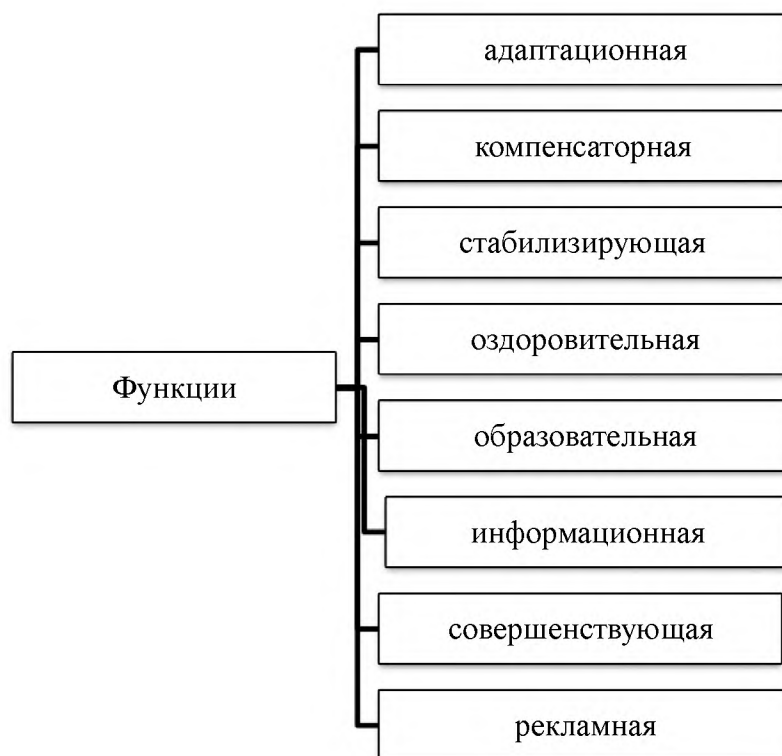 адаптационная
компенсаторная
стабилизирующая
оздоровительная
Функции
образовательная
информационная
совершенствующая
рекламная